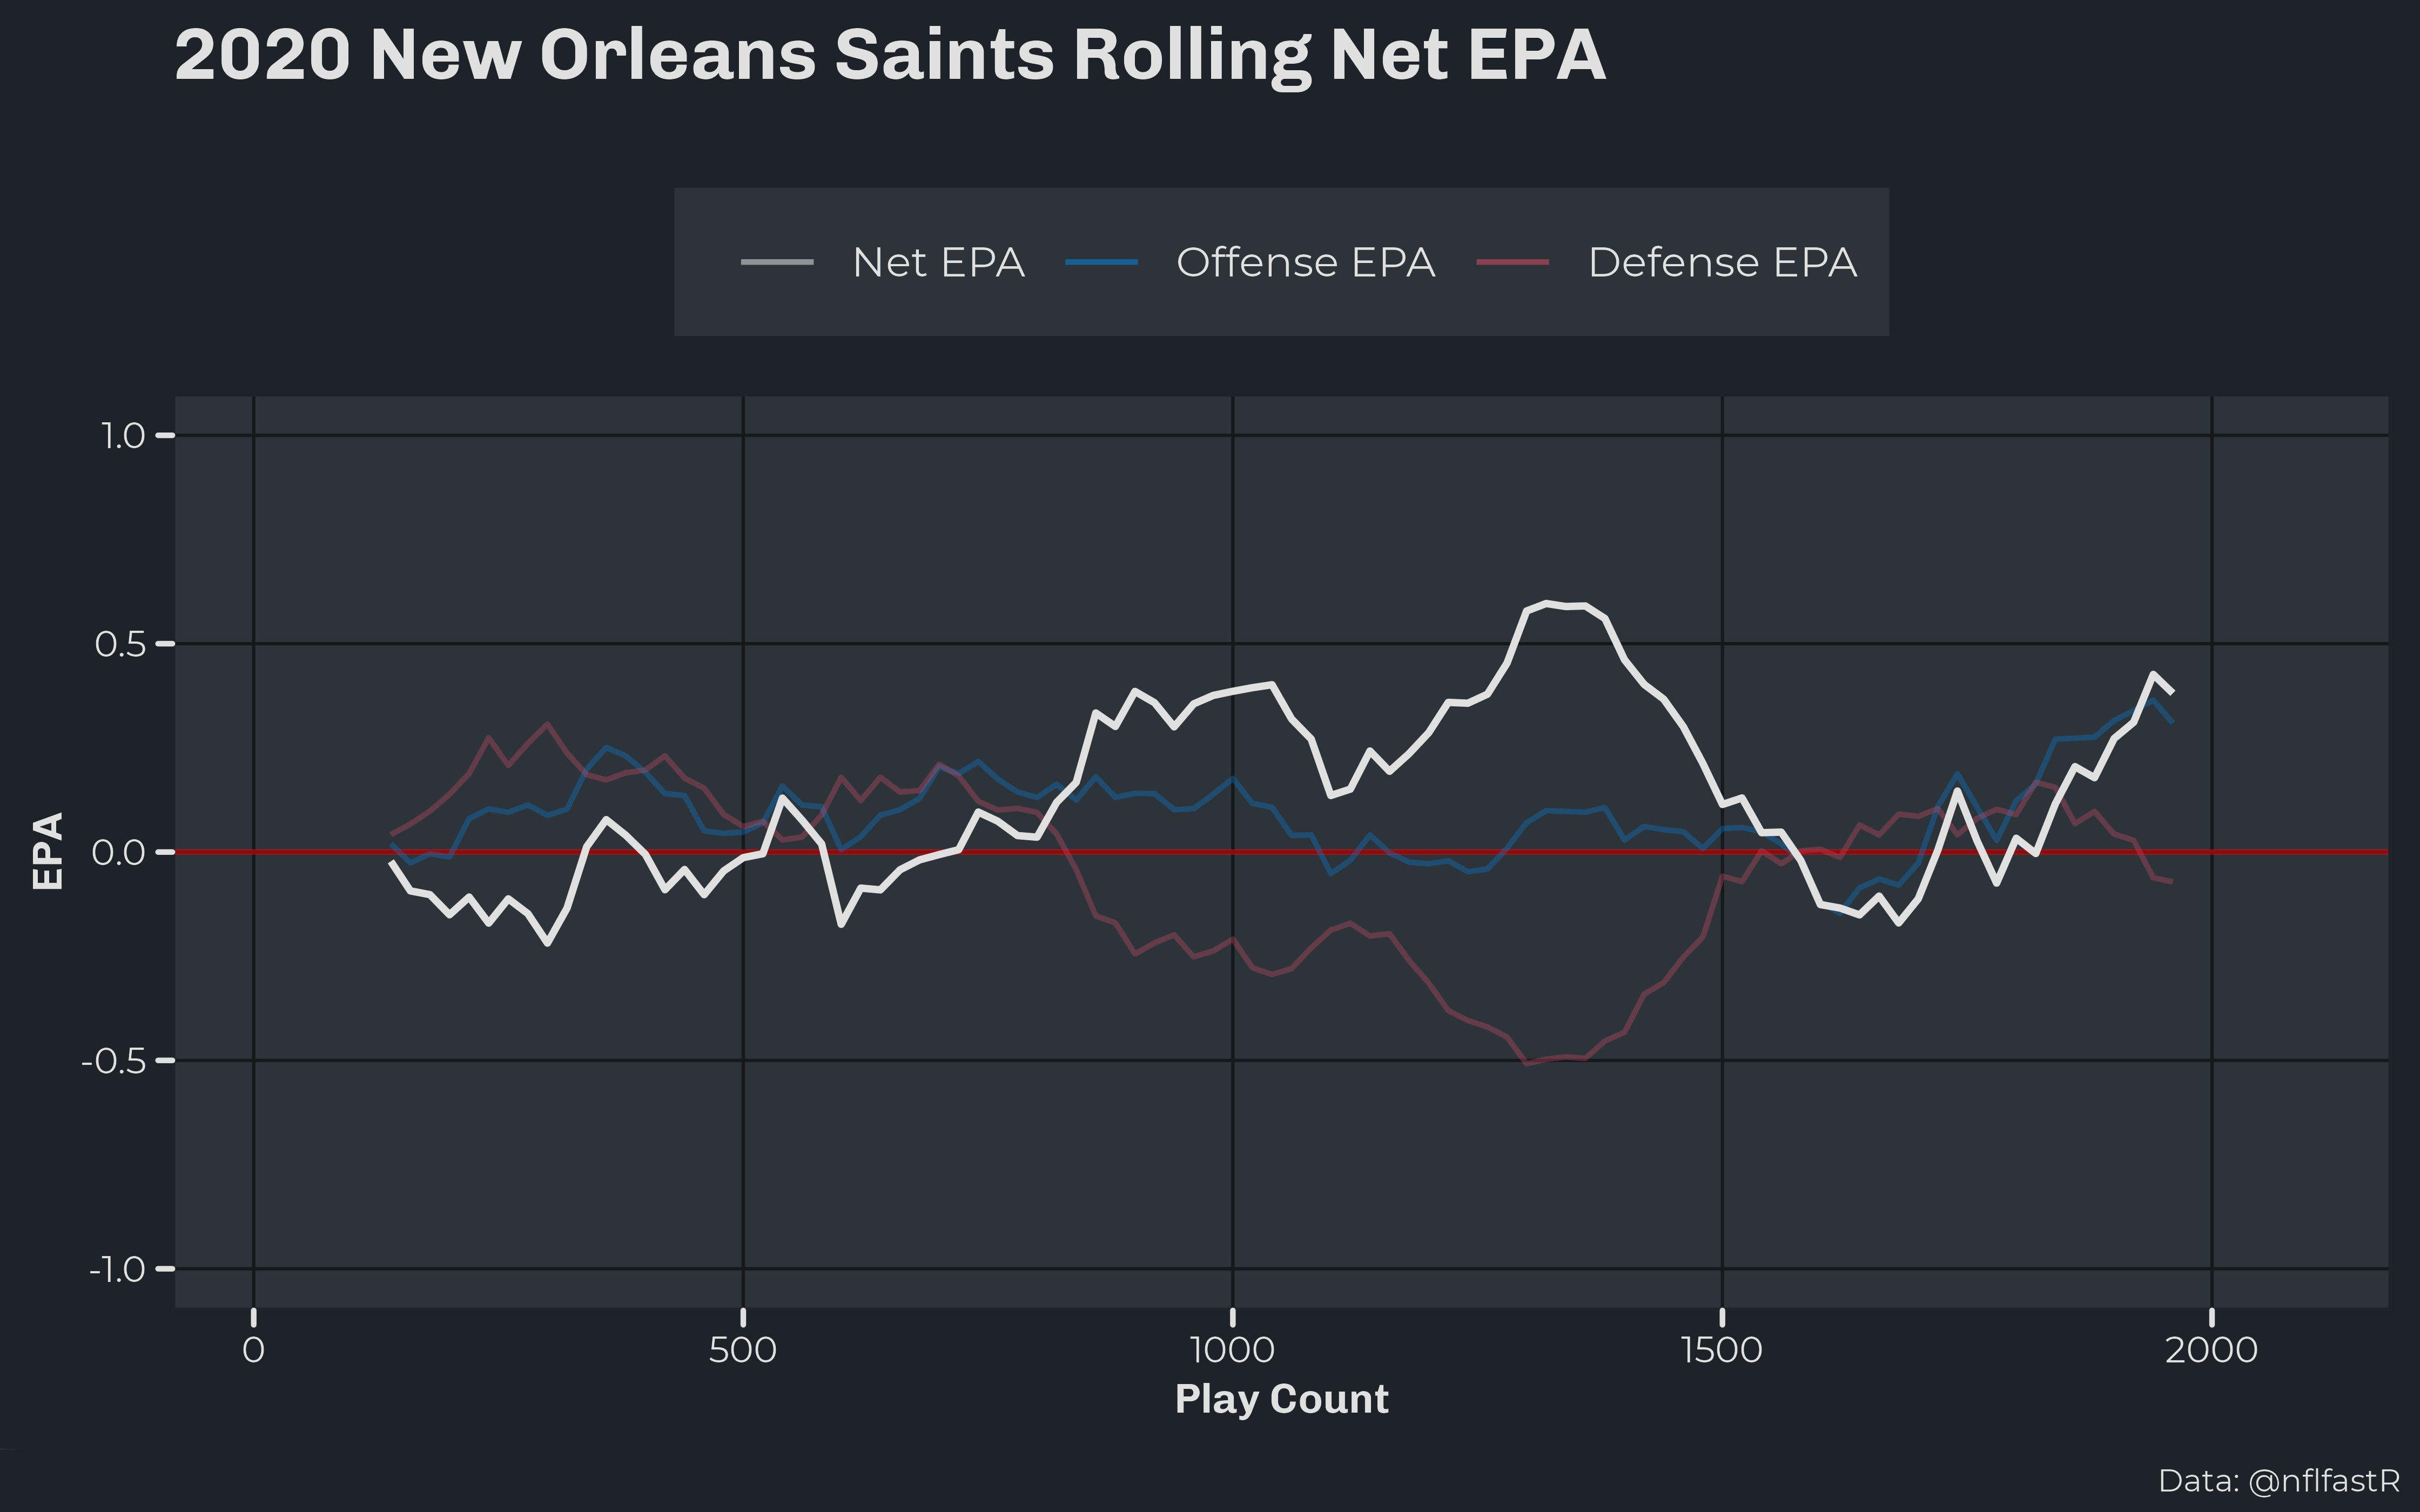 2020 New Orleans Saints Rolling Net EPA
Net EPA Offense EPA Defense EPA
1.0
0.5
0.0
-0.5
-1.0
EPA
0 500 1000 1500 2000
Play Count
Data: @nflfastR